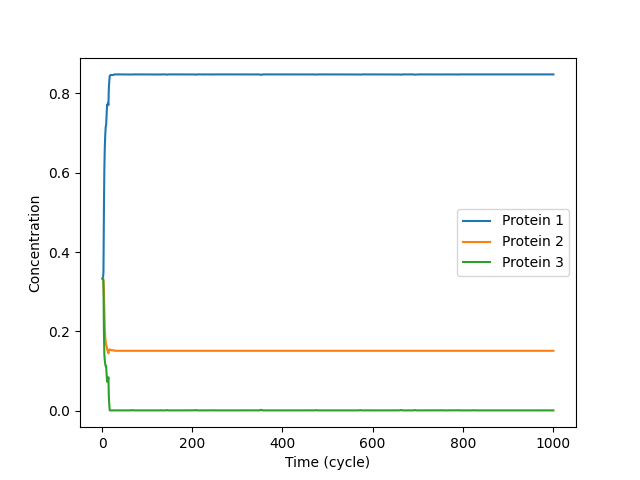 0.8
0.6
0.4
0.2
0.0
Concentration
Protein 1
Protein 2
Protein 3
0 200 400 600 800 1000
Time (cycle)